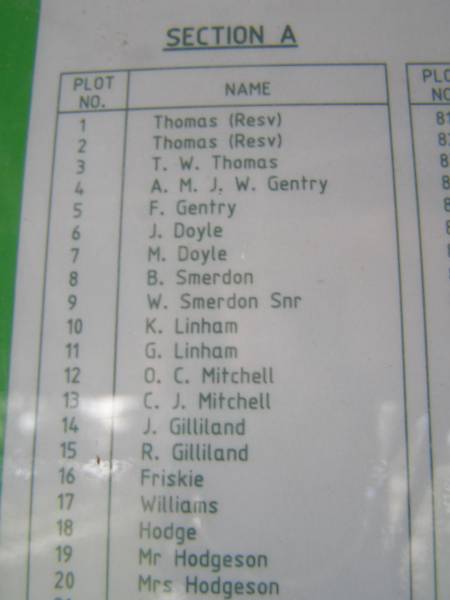 SECTION A
PLOT NO. NAME
1 Thomas (Resv)
2 Thomas (Resv)
3 T. W. Thomas
4 A. M. J. W. Gentry
5 F. Gentry
6 J. Doyle
7 M. Doyle
8 B. Smerdon
9 W. Smerdon Snr
10 K. Linham
11 G. Linham
12 O. C. Mitchell
13 C. J. Mitchell
14 J. Gilliland
15 R. Gilliland
16 Friskie
17 Williams
18 Hodge
19 Mr Hodgeson
20 Mrs Hodgeson